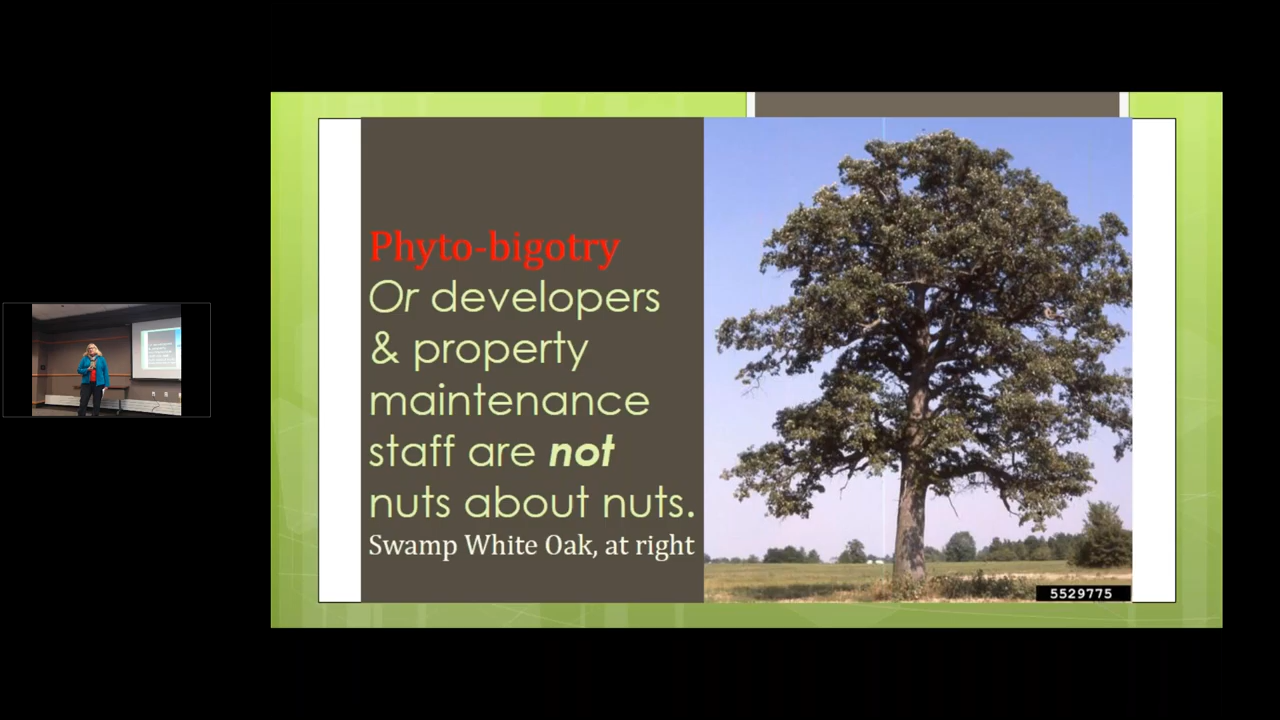 Phyto-bigotry
Or developers
& property
maintenance
staff are not
nuts about nuts.
Swamp White Oak, at right
5529775